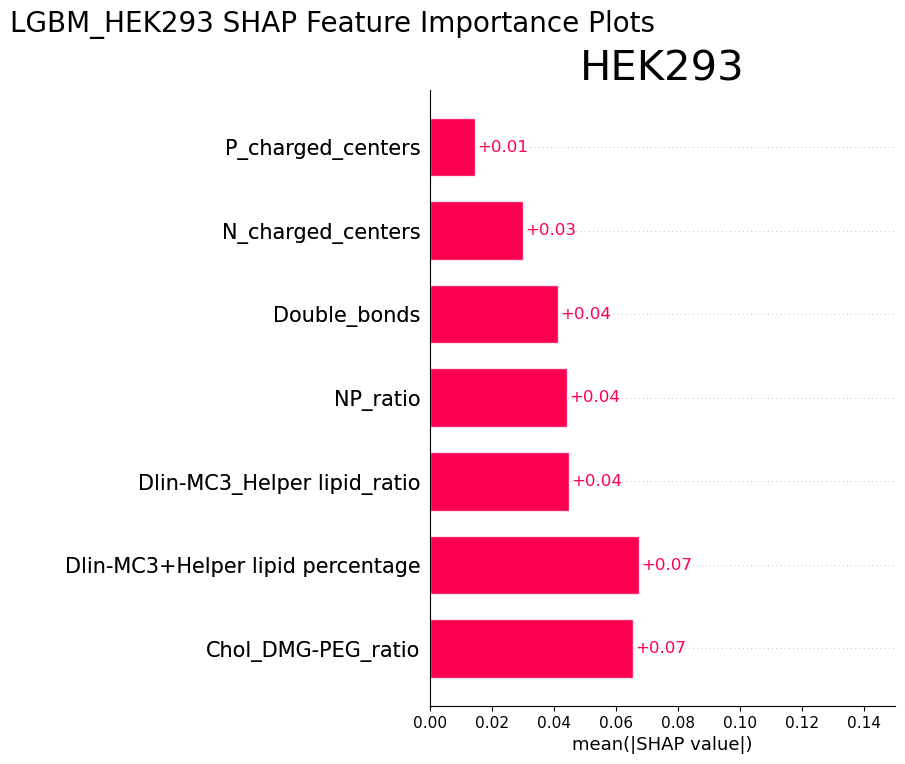 LGBM_HEK293 SHAP Feature Importance Plots
HEK293
P_charged_centers
+0.01
N_charged_centers
+0.03
Double_bonds
+0.04
NP_ratio
+0.04
Dlin-MC3_Helper lipid_ratio
+0.04
Dlin-MC3+Helper lipid percentage
+0.07
Chol_DMG-PEG_ratio
+0.07
0.00 0.02 0.04 0.06 0.08 0.10 0.12 0.14
mean(|SHAP value|)